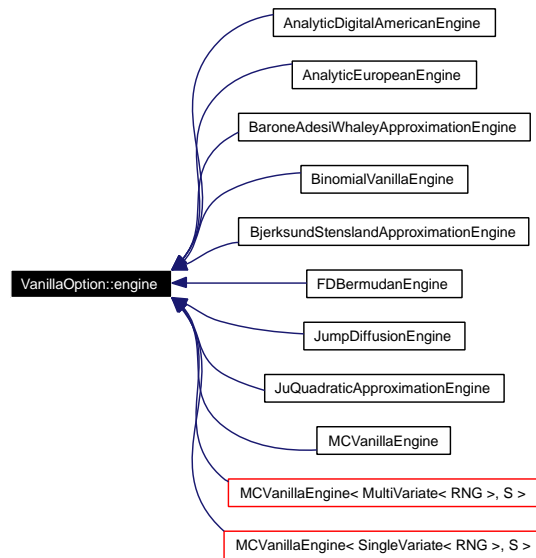 AnalyticDigitalAmericanEngine
AnalyticEuropeanEngine
BaroneAdesiWhaleyApproximationEngine
BinomialVanillaEngine
BjerksundStenslandApproximationEngine
VanillaOption::engine
FDBermudanEngine
JumpDiffusionEngine
JuQuadraticApproximationEngine
MCVanillaEngine
MCVanillaEngine< MultiVariate< RNG >, S >
MCVanillaEngine< SingleVariate< RNG >, S >